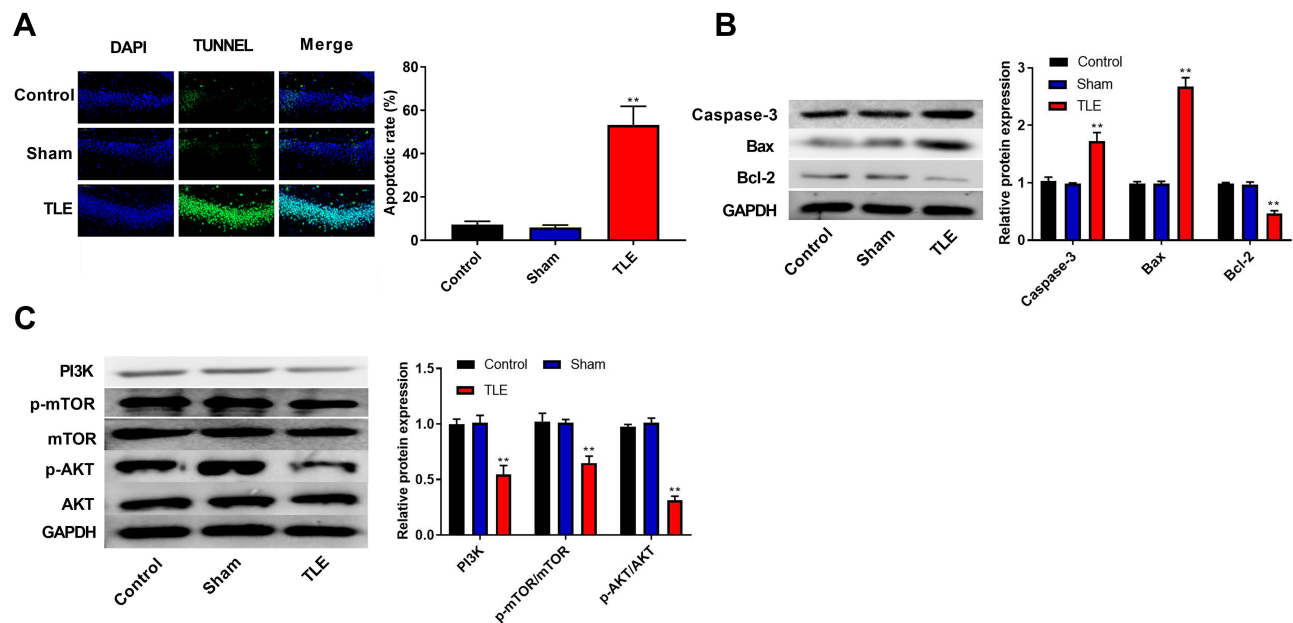 A
DAPI TUNNEL Merge
Control
Sham
TLE
Apoptotic rate (%)
80
60
40
20
0
**
Control Sham TLE
B
Caspase-3
Bax
Bcl-2
GAPDH
Control Sham TLE
Relative protein expression
3
2
1
0
Control
Sham
TLE
**
**
**
Caspase-3 Bax Bcl-2
C
PI3K
p-mTOR
mTOR
p-AKT
AKT
GAPDH
Control Sham TLE
Relative protein expression
1.5
1.0
0.5
0.0
Control Sham
TLE
**
**
**
PI3K p-mTOR/mTOR p-AKT/AKT